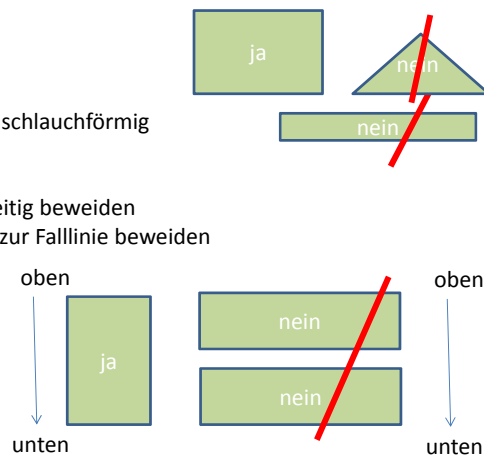 ja
nein
schlauchförmig
nein
eitig beweiden
zur Falllinie beweiden
oben
oben
nein
ja
nein
unten
unten